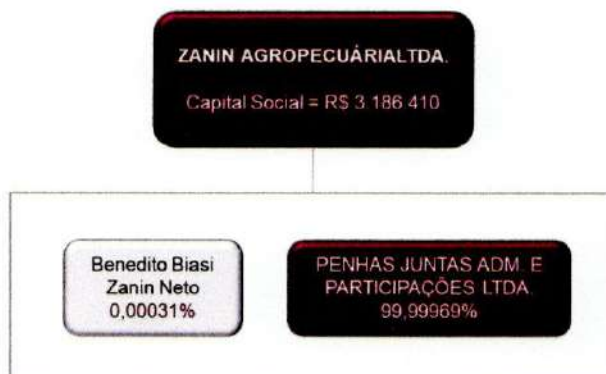 ZANIN AGROPECUÁRIALTDA.
Capital Social = R$ 3.186.410
Benedito Biasi
Zanin Neto
0,00031%
PENHAS JUNTAS ADM. E
PARTICIPAÇÕES LTDA.
99,99969%